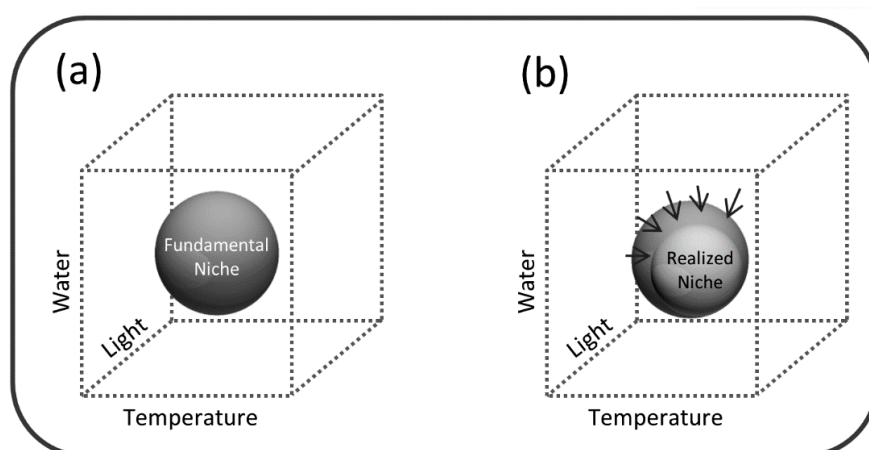 (a)
Fundamental
Niche
Water
Light
Temperature
(b)
Realized
Niche
Water
Light
Temperature